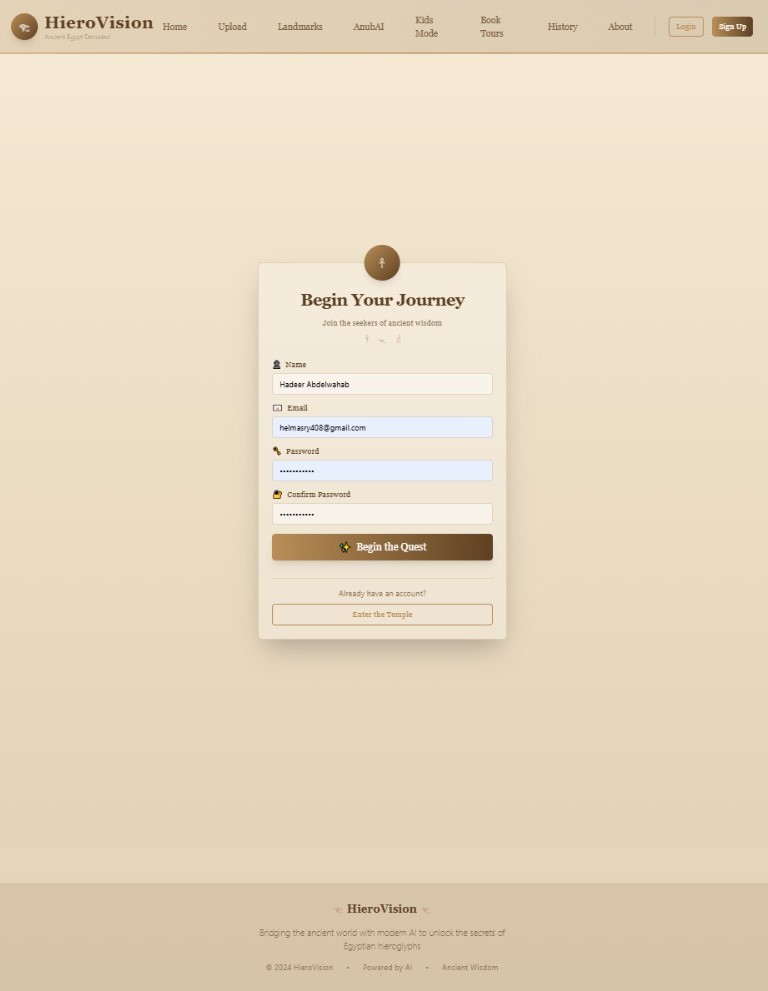 HieroVision
Ancient Egypt Decoded
Home
Upload
Landmarks
AnubAI
Kids
Mode
Book
Tours
History
About
Login
Sign Up
Begin Your Journey
Join the seekers of ancient wisdom
Name
Hadeer Abdelwahab
Email
helmasry408@gmail.com
Password
•••••••••••
Confirm Password
•••••••••••
Begin the Quest
Already have an account?
Enter the Temple
HieroVision
Bridging the ancient world with modern AI to unlock the secrets of
Egyptian hieroglyphs
© 2024 HieroVision • Powered by AI • Ancient Wisdom